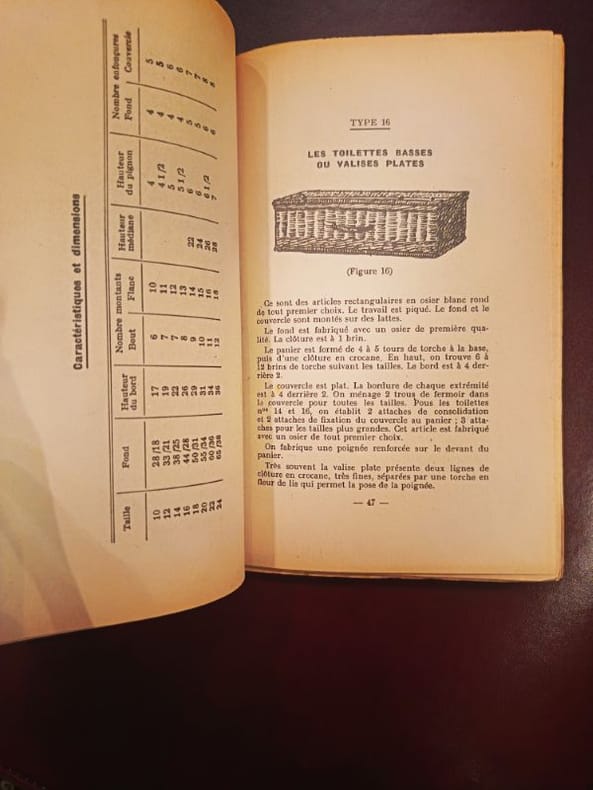 Caractéristiques et dimensions
Taille Fond Hauteur du bord Nombre montants Bout Flanc Hauteur médiane Hauteur du pignon Nombre enfonçures Fond Couvercle
10 28/18 17 6 10 4 4 5
12 33/21 19 7 11 4 1/2 4 5
14 38/25 22 7 12 5 4 6
16 44/28 26 8 13 5 1/2 4 6
18 50/31 29 9 14 22 6 5 7
20 55/34 31 10 15 24 6 5 7
22 60/36 34 11 16 26 6 1/2 6 8
24 65/38 36 12 18 28 7 6 8
TYPE 16
LES TOILETTES BASSES
OU VALISES PLATES
(Figure 16)
Ce sont des articles rectangulaires en osier blanc rond
de tout premier choix. Le travail est piqué. Le fond et le
couvercle sont montés sur des lattes.
Le fond est fabriqué avec un osier de première qua-
lité. La clôture est à 1 brin.
Le panier est formé de 4 à 5 tours de torche à la base,
puis d'une clôture en crocane. En haut, on trouve 6 à
12 brins de torche suivant les tailles. Le bord est à 4 der-
rière 2.
Le couvercle est plat. La bordure de chaque extrémité
est à 4 derrière 2. On ménage 2 trous de fermoir dans
le couvercle pour toutes les tailles. Pous les toilettes
nos 14 et 16, on établit 2 attaches de consolidation
et 2 attaches de fixation du couvercle au panier ; 3 atta-
ches pour les tailles plus grandes. Cet article est fabriqué
avec un osier de tout premier choix.
On fabrique une poignée renforcée sur le devant du
panier.
Très souvent la valise plate présente deux lignes de
clôture en crocane, très fines, séparées par une torche en
fleur de lis qui permet la pose de la poignée.
— 47 —